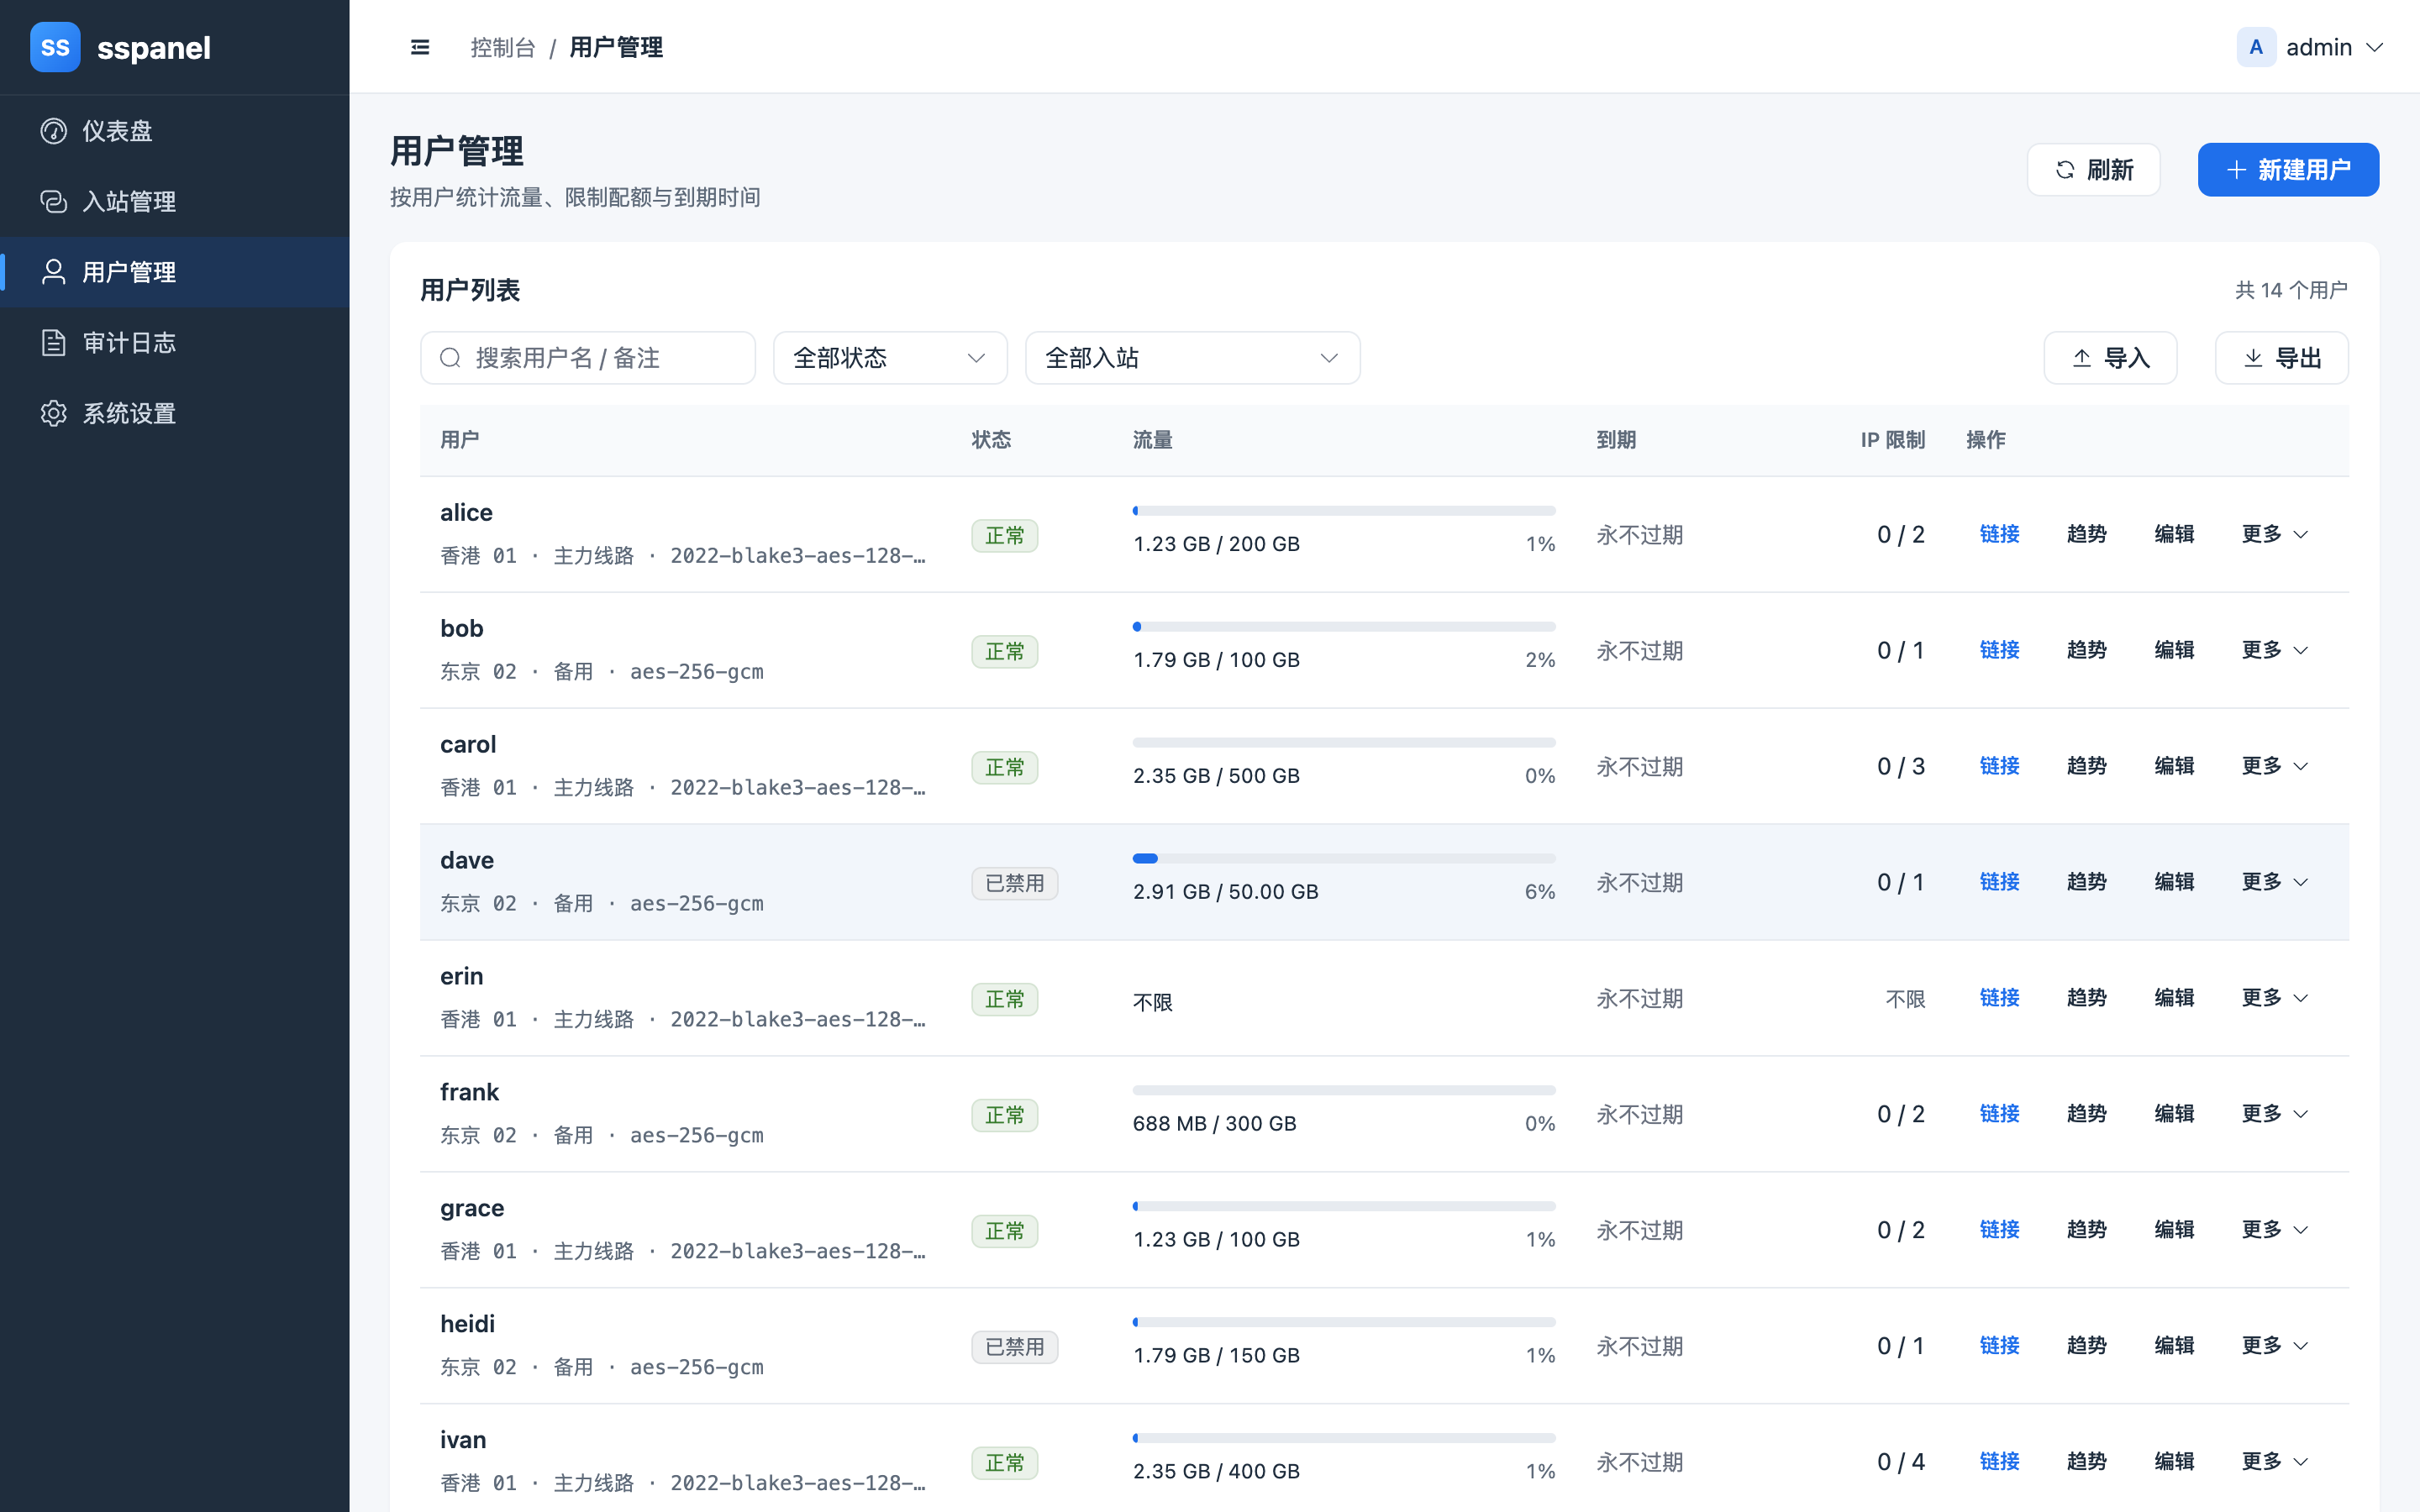 SS sspanel
控制台 / 用户管理
A admin
仪表盘
入站管理
用户管理
审计日志
系统设置
用户管理
按用户统计流量、限制配额与到期时间
刷新
新建用户
用户列表
共 14 个用户
搜索用户名 / 备注
全部状态
全部入站
导入
导出
用户 状态 流量 到期 IP 限制 操作
alice
香港 01 · 主力线路 · 2022-blake3-aes-128-…
正常
1.23 GB / 200 GB 1%
永不过期
0 / 2
链接 趋势 编辑 更多
bob
东京 02 · 备用 · aes-256-gcm
正常
1.79 GB / 100 GB 2%
永不过期
0 / 1
链接 趋势 编辑 更多
carol
香港 01 · 主力线路 · 2022-blake3-aes-128-…
正常
2.35 GB / 500 GB 0%
永不过期
0 / 3
链接 趋势 编辑 更多
dave
东京 02 · 备用 · aes-256-gcm
已禁用
2.91 GB / 50.00 GB 6%
永不过期
0 / 1
链接 趋势 编辑 更多
erin
香港 01 · 主力线路 · 2022-blake3-aes-128-…
正常
不限
永不过期
不限
链接 趋势 编辑 更多
frank
东京 02 · 备用 · aes-256-gcm
正常
688 MB / 300 GB 0%
永不过期
0 / 2
链接 趋势 编辑 更多
grace
香港 01 · 主力线路 · 2022-blake3-aes-128-…
正常
1.23 GB / 100 GB 1%
永不过期
0 / 2
链接 趋势 编辑 更多
heidi
东京 02 · 备用 · aes-256-gcm
已禁用
1.79 GB / 150 GB 1%
永不过期
0 / 1
链接 趋势 编辑 更多
ivan
香港 01 · 主力线路 · 2022-blake3-aes-128-…
正常
2.35 GB / 400 GB 1%
永不过期
0 / 4
链接 趋势 编辑 更多